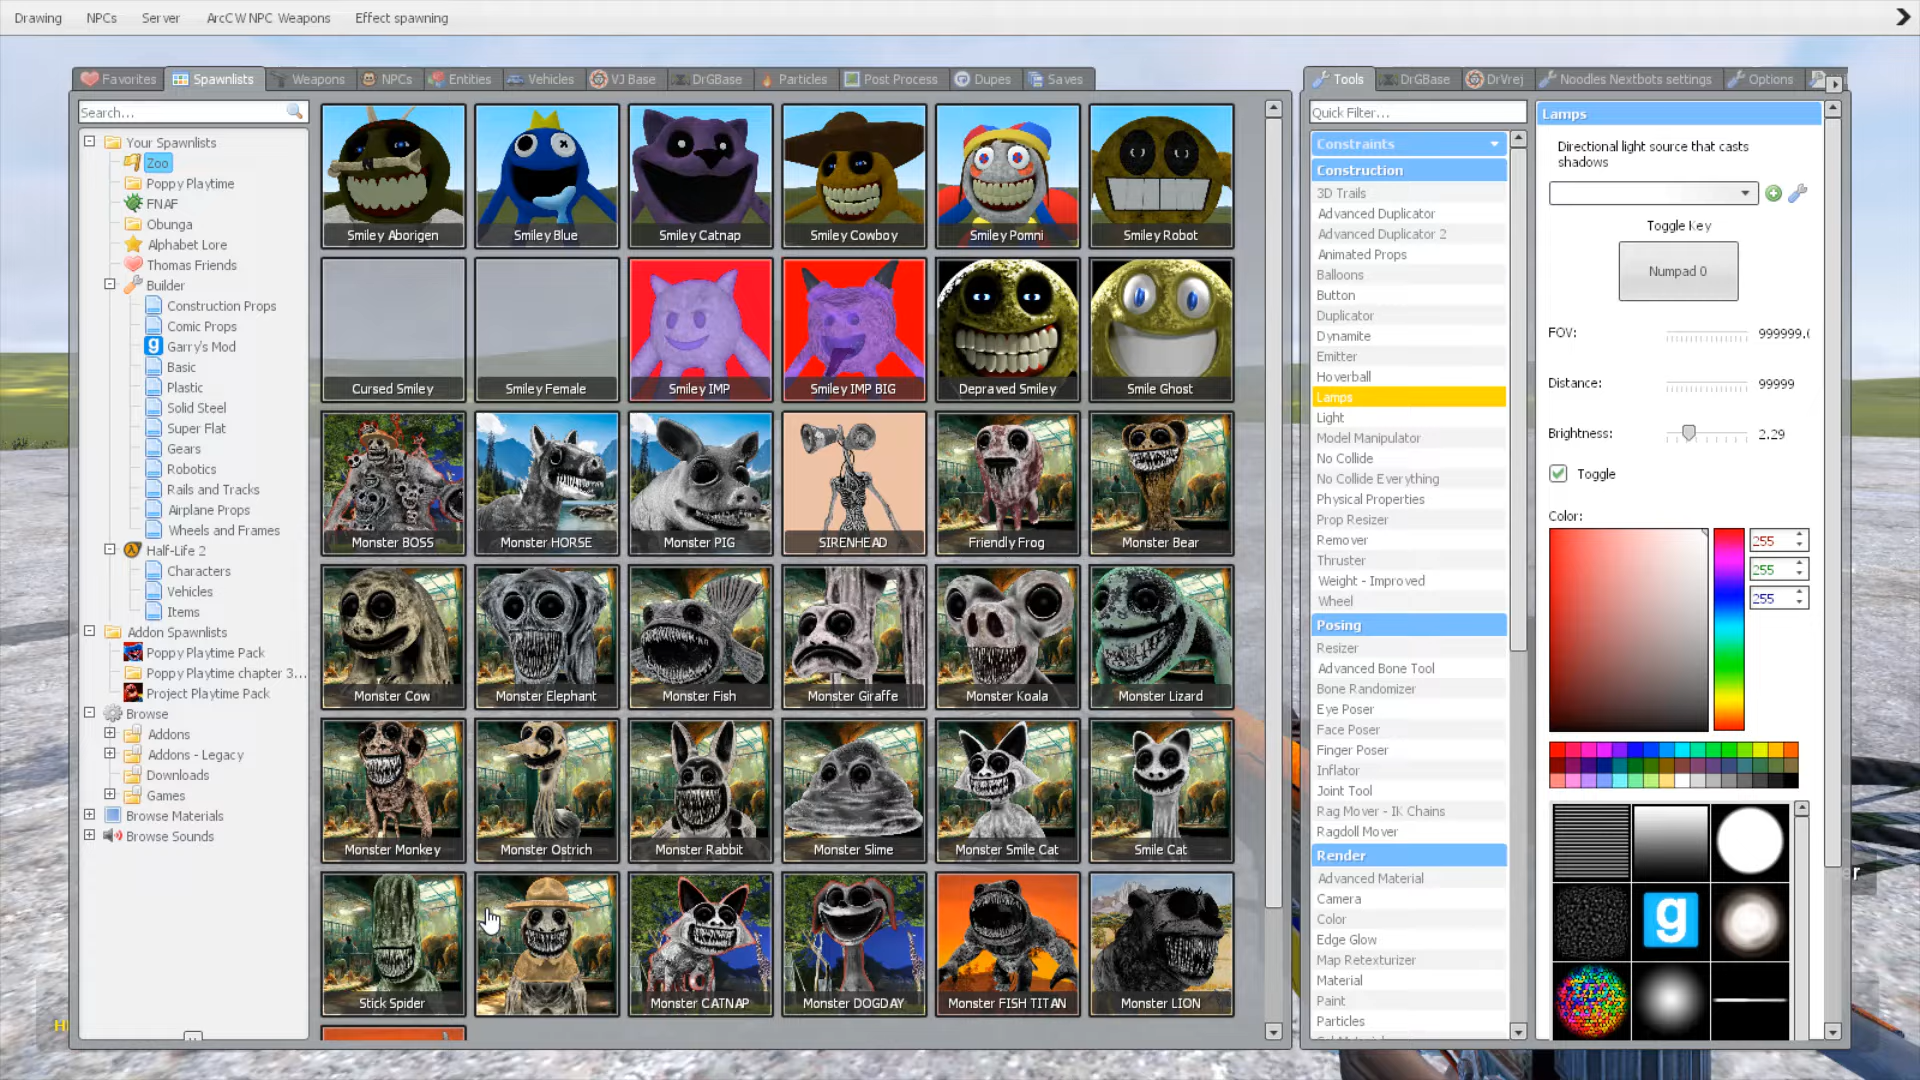 Drawing NPCs Server ArcCW NPC Weapons Effect spawning
Favorites Spawnlists Weapons NPCs Entities Vehicles VJ Base DrGBase Particles Post Process Dupes Saves
Search...
Your Spawnlists
Zoo
Poppy Playtime
FNAF
Obunga
Alphabet Lore
Thomas Friends
Builder
Construction Props
Comic Props
Garry's Mod
Basic
Plastic
Solid Steel
Super Flat
Gears
Robotics
Rails and Tracks
Airplane Props
Wheels and Frames
Half-Life 2
Characters
Vehicles
Items
Addon Spawnlists
Poppy Playtime Pack
Poppy Playtime chapter 3...
Project Playtime Pack
Browse
Addons
Addons - Legacy
Downloads
Games
Browse Materials
Browse Sounds
Smiley Aborigen Smiley Blue Smiley Catnap Smiley Cowboy Smiley Pomni Smiley Robot
Cursed Smiley Smiley Female Smiley IMP Smiley IMP BIG Depraved Smiley Smile Ghost
Monster BOSS Monster HORSE Monster PIG SIRENHEAD Friendly Frog Monster Bear
Monster Cow Monster Elephant Monster Fish Monster Giraffe Monster Koala Monster Lizard
Monster Monkey Monster Ostrich Monster Rabbit Monster Slime Monster Smile Cat Smile Cat
Stick Spider Monster CATNAP Monster DOGDAY Monster FISH TITAN Monster LION
Tools DrGBase DrVrej Noodles Nextbots settings Options
Quick Filter...
Constraints
Construction
3D Trails
Advanced Duplicator
Advanced Duplicator 2
Animated Props
Balloons
Button
Duplicator
Dynamite
Emitter
Hoverball
Lamps
Light
Model Manipulator
No Collide
No Collide Everything
Physical Properties
Prop Resizer
Remover
Thruster
Weight - Improved
Wheel
Posing
Resizer
Advanced Bone Tool
Bone Randomizer
Eye Poser
Face Poser
Finger Poser
Inflator
Joint Tool
Rag Mover - IK Chains
Ragdoll Mover
Render
Advanced Material
Camera
Color
Edge Glow
Map Retexturizer
Material
Paint
Particles
Lamps
Directional light source that casts
shadows
Toggle Key
Numpad 0
FOV: 999999.(
Distance: 99999
Brightness: 2.29
Toggle
Color:
255
255
255
g
H
r